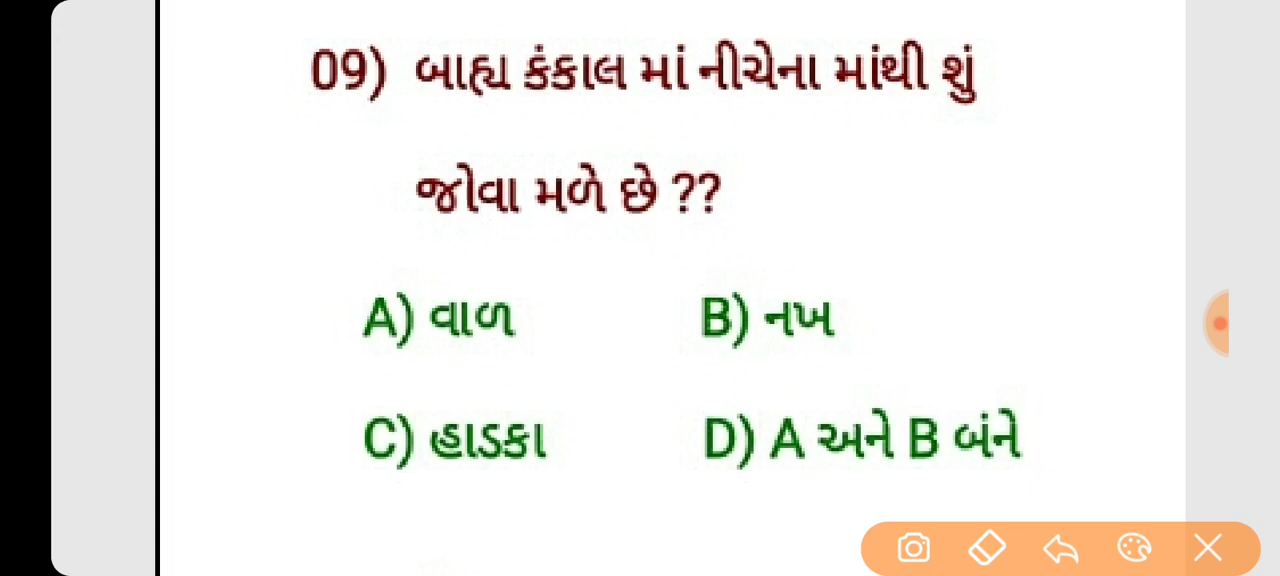 09) બાહ્ય કંકાલ માં નીચેના માંથી શું
જોવા મળે છે ??
A) વાળ B) નખ
C) હાડકા D) A અને B બંને